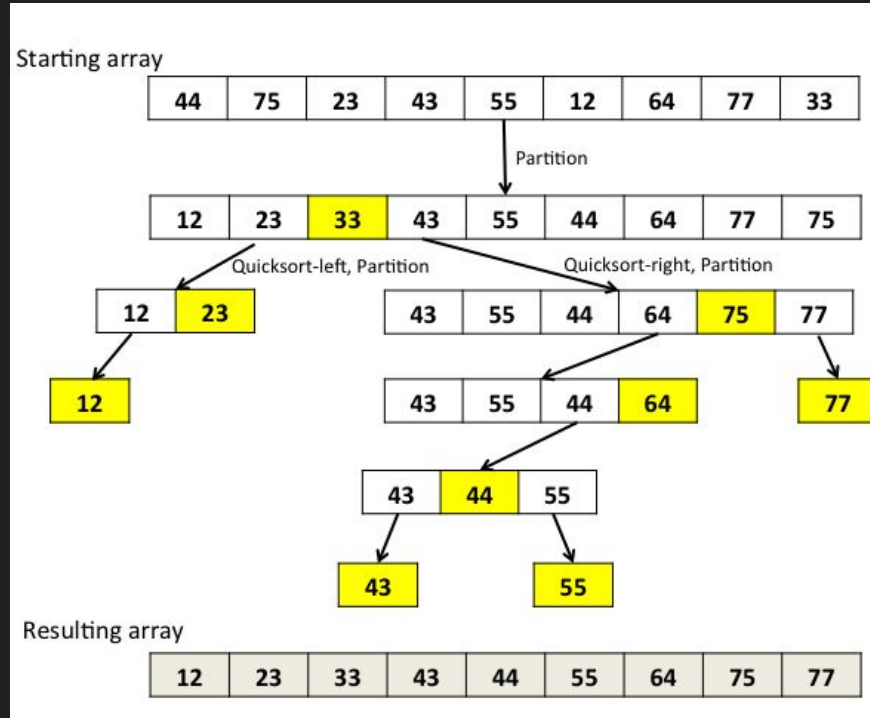 Starting array
44 75 23 43 55 12 64 77 33
Partition
12 23 33 43 55 44 64 77 75
Quicksort-left, Partition Quicksort-right, Partition
12 23 43 55 44 64 75 77
12 43 55 44 64 77
43 44 55
43 55
Resulting array
12 23 33 43 44 55 64 75 77